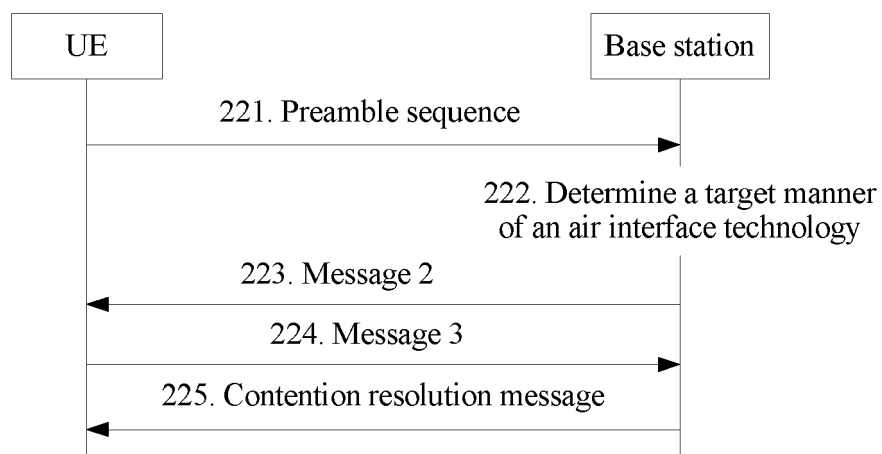 UE
Base station
221. Preamble sequence
222. Determine a target manner
of an air interface technology
223. Message 2
224. Message 3
225. Contention resolution message